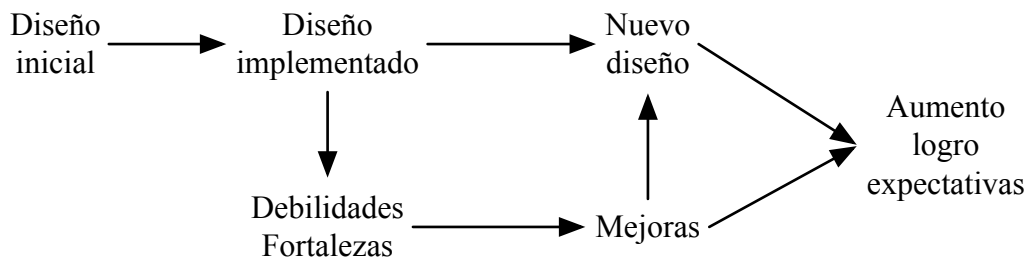 Diseño
inicial
Diseño
implementado
Nuevo
diseño
Aumento
logro
expectativas
Debilidades
Fortalezas
Mejoras